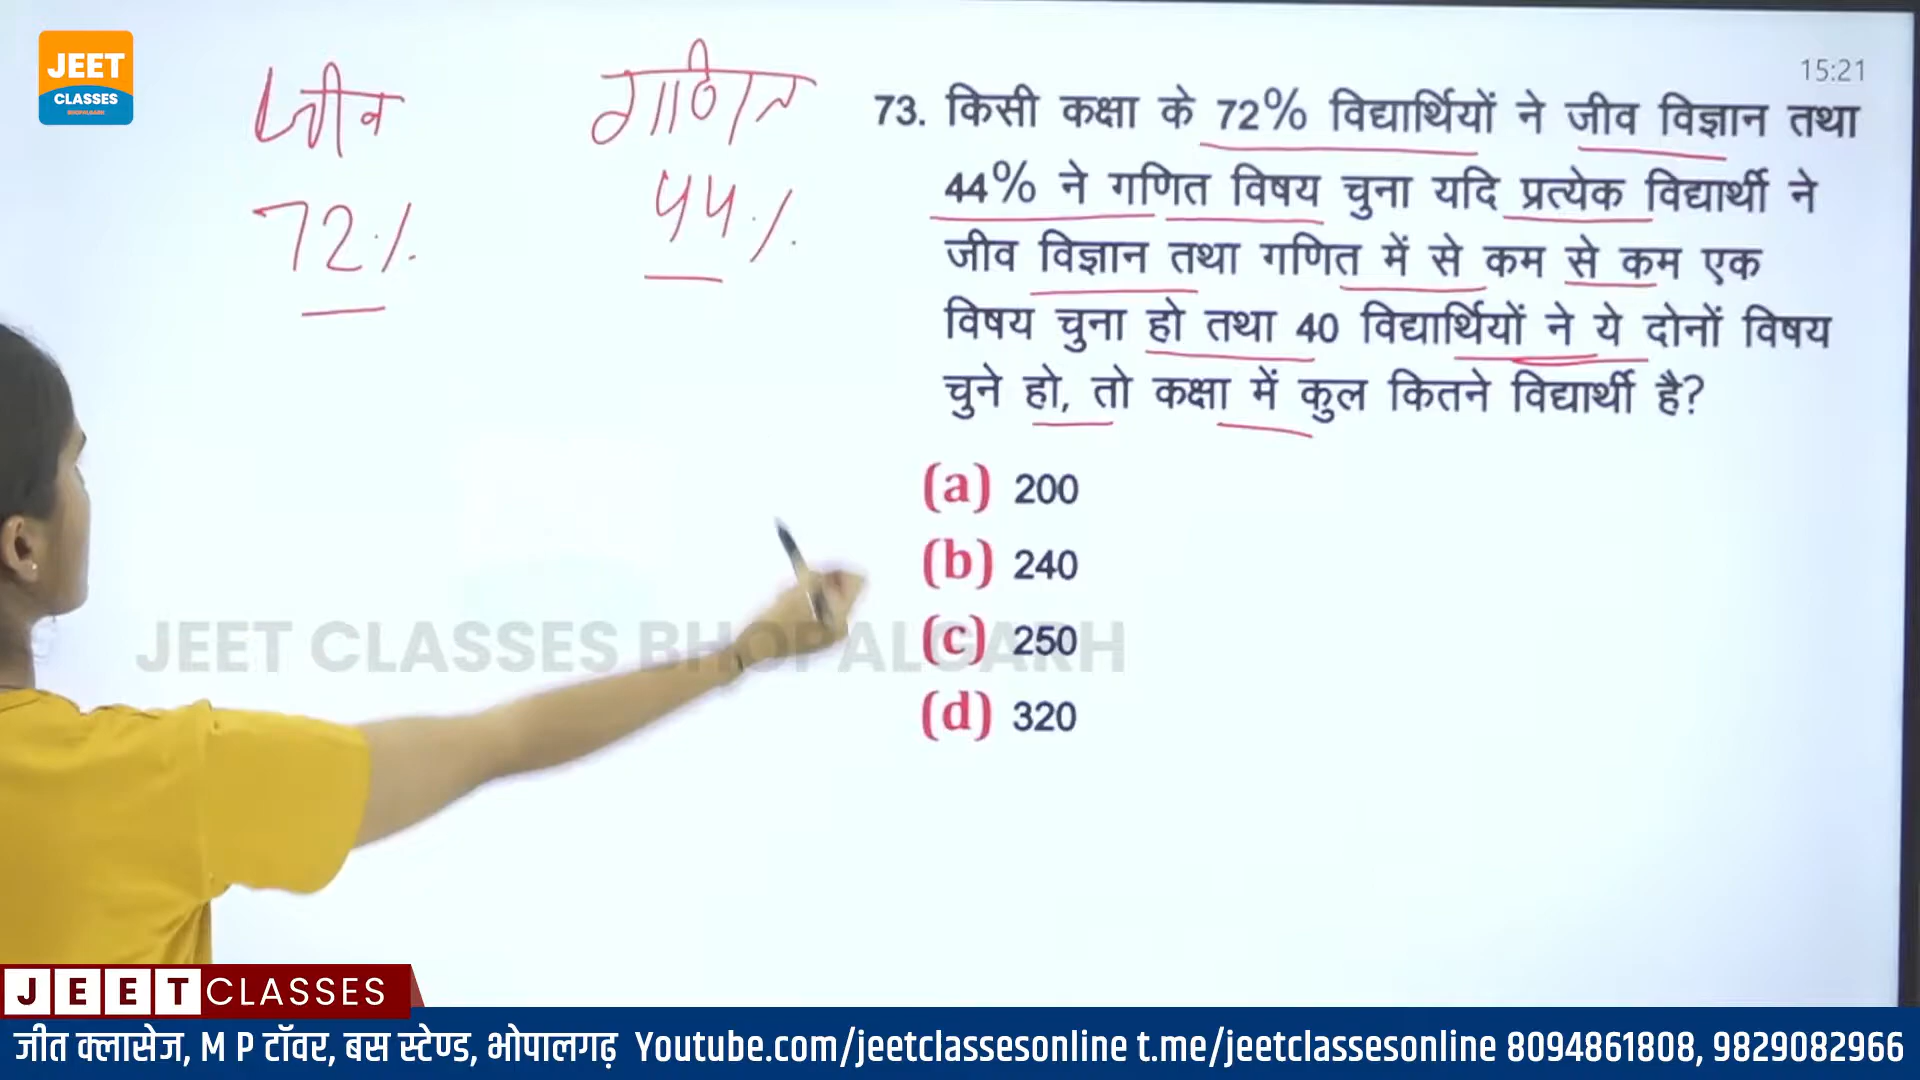 JEET
CLASSES
BHOPALGARH
जीव
गणित
72%
44%
15:21
73. किसी कक्षा के 72% विद्यार्थियों ने जीव विज्ञान तथा
44% ने गणित विषय चुना यदि प्रत्येक विद्यार्थी ने
जीव विज्ञान तथा गणित में से कम से कम एक
विषय चुना हो तथा 40 विद्यार्थियों ने ये दोनों विषय
चुने हो, तो कक्षा में कुल कितने विद्यार्थी है?
(a) 200
(b) 240
(c) 250
(d) 320
JEET CLASSES BHOPALGARH
JEET CLASSES
जीत क्लासेज, M P टॉवर, बस स्टेण्ड, भोपालगढ़ Youtube.com/jeetclassesonline t.me/jeetclassesonline 8094861808, 9829082966